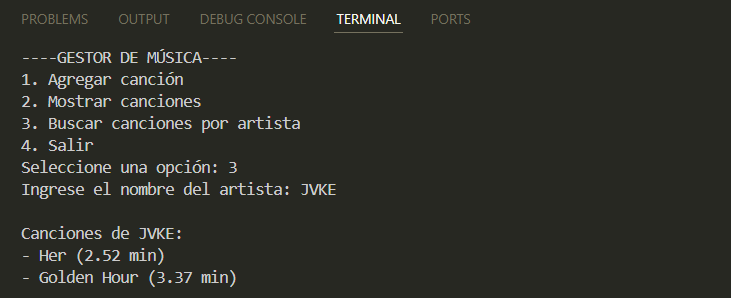 PROBLEMS OUTPUT DEBUG CONSOLE TERMINAL PORTS
----GESTOR DE MÚSICA----
1. Agregar canción
2. Mostrar canciones
3. Buscar canciones por artista
4. Salir
Seleccione una opción: 3
Ingrese el nombre del artista: JVKE
Canciones de JVKE:
- Her (2.52 min)
- Golden Hour (3.37 min)